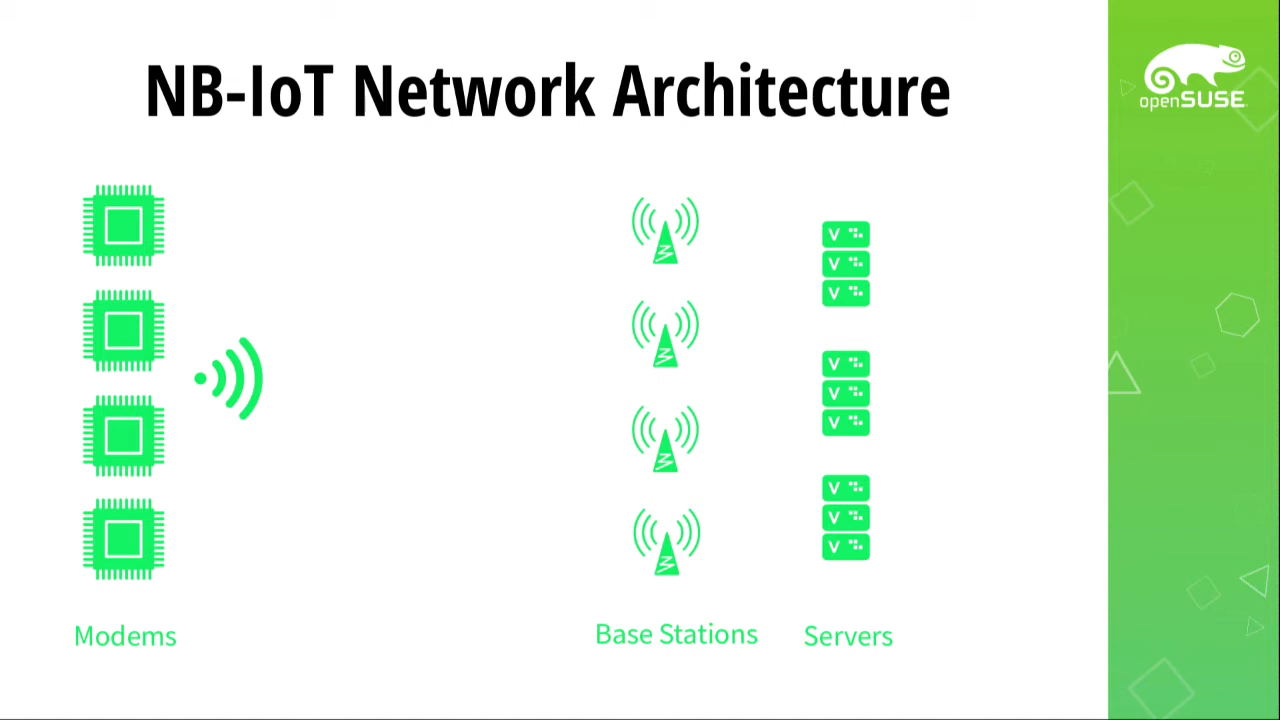 NB-IoT Network Architecture
openSUSE
V
V
V
V
V
V
V
V
V
Modems
Base Stations
Servers